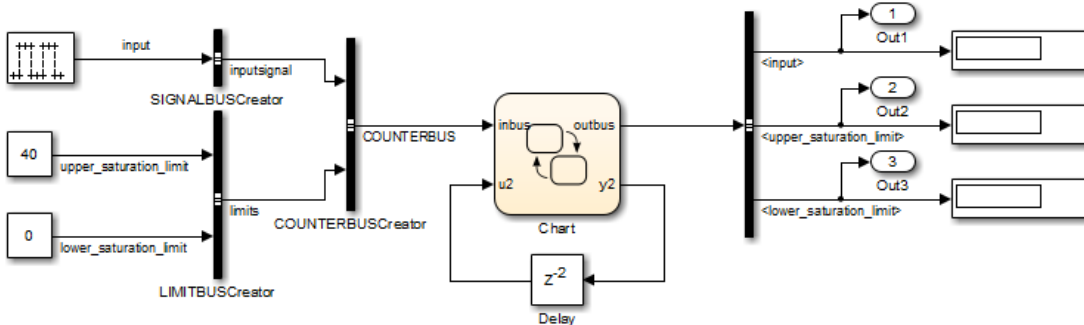 input
inputsignal
SIGNALBUSCreator
40
upper_saturation_limit
0
lower_saturation_limit
limits
LIMITBUSCreator
COUNTERBUS
COUNTERBUSCreator
inbus
outbus
u2
y2
Chart
z-2
Delay
1
Out1
<input>
2
Out2
<upper_saturation_limit>
3
Out3
<lower_saturation_limit>